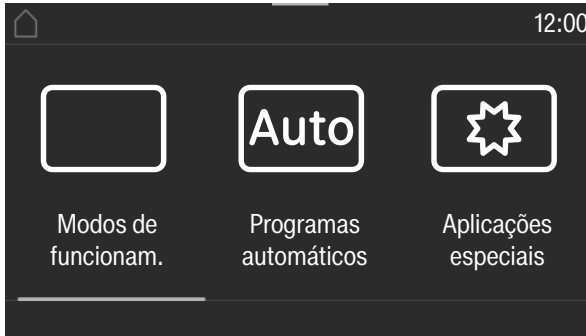 12:00
Auto
Modos de
funcionam.
Programas
automáticos
Aplicações
especiais